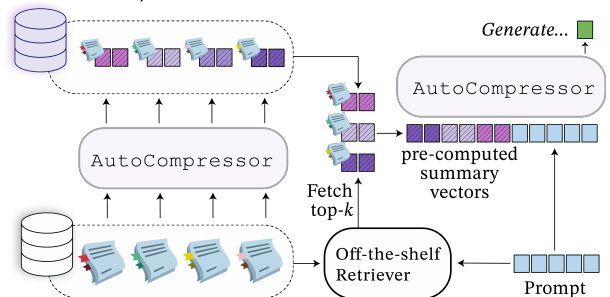 Generate...
AutoCompressor
AutoCompressor
pre-computed
summary
vectors
Fetch
top-k
Off-the-shelf
Retriever
Prompt